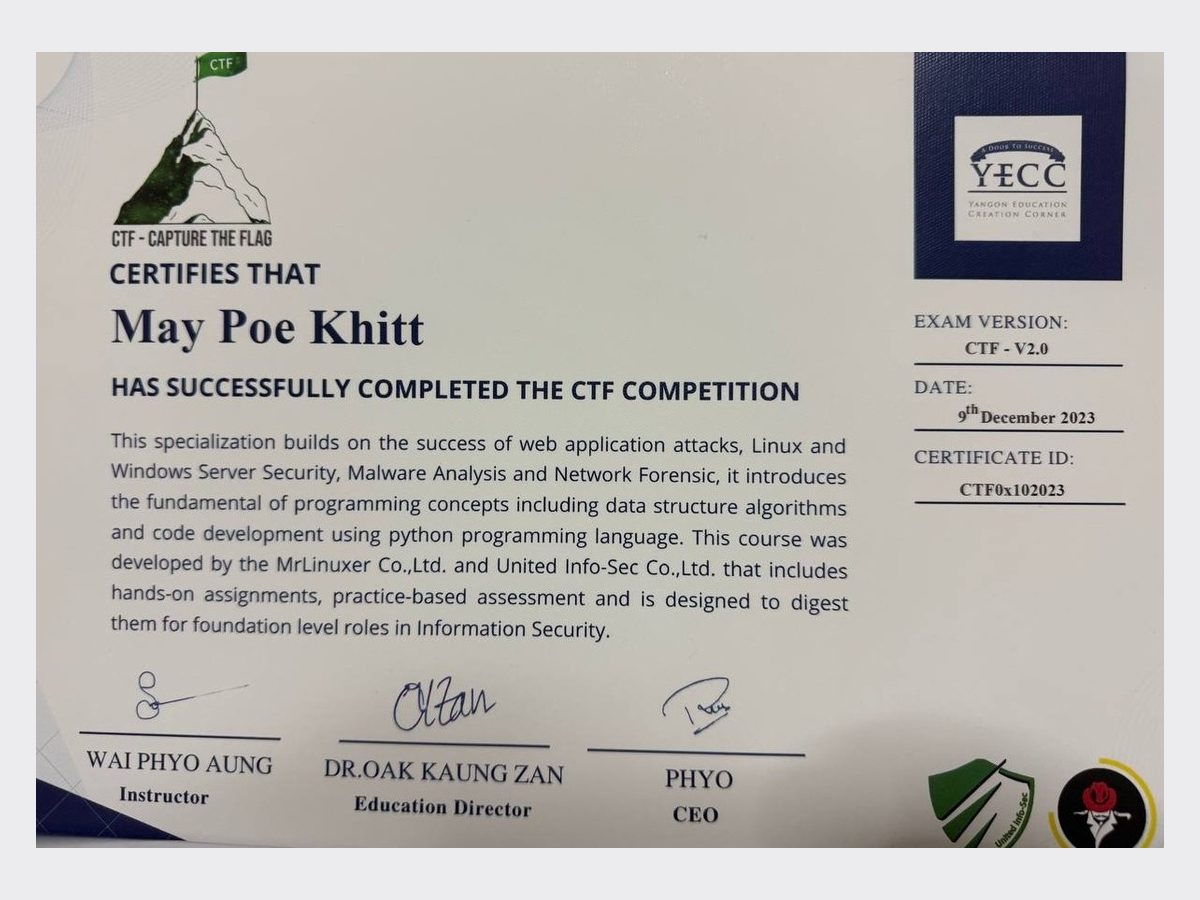 CTF
CTF - CAPTURE THE FLAG
CERTIFIES THAT
May Poe Khitt
HAS SUCCESSFULLY COMPLETED THE CTF COMPETITION
This specialization builds on the success of web application attacks, Linux and
Windows Server Security, Malware Analysis and Network Forensic, it introduces
the fundamental of programming concepts including data structure algorithms
and code development using python programming language. This course was
developed by the MrLinuxer Co.,Ltd. and United Info-Sec Co.,Ltd. that includes
hands-on assignments, practice-based assessment and is designed to digest
them for foundation level roles in Information Security.
A DOOR TO SUCCESS
YECC
YANGON EDUCATION
CREATION CORNER
EXAM VERSION:
CTF - V2.0
DATE:
9th December 2023
CERTIFICATE ID:
CTF0x102023
OKZan
WAI PHYO AUNG
Instructor
DR.OAK KAUNG ZAN
Education Director
PHYO
CEO
United Info-Sec